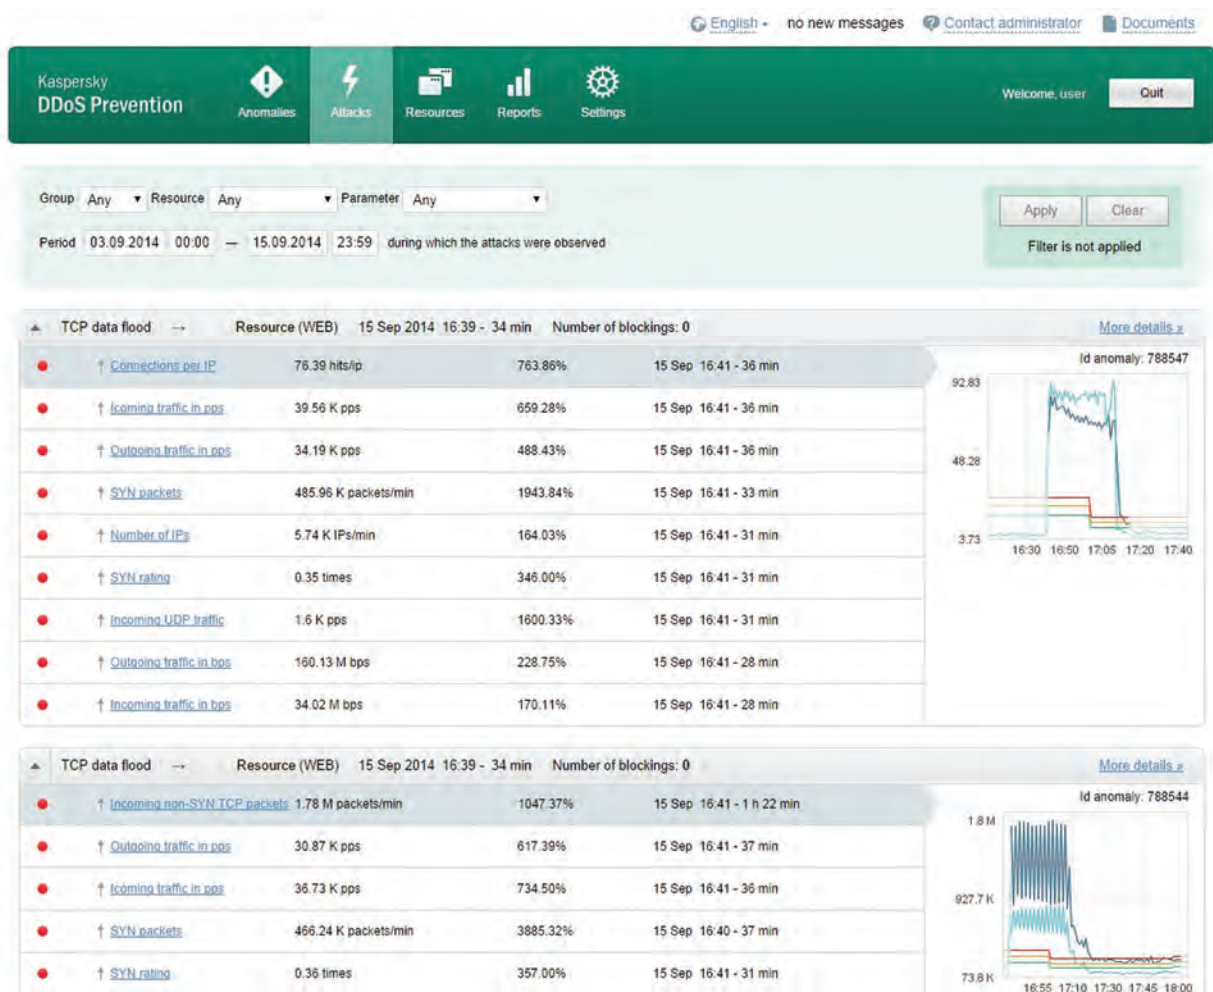 English no new messages Contact administrator Documents
Kaspersky
DDoS Prevention
Anomalies Attacks Resources Reports Settings
Welcome, user Quit
Group Any Resource Any Parameter Any
Apply Clear
Period 03.09.2014 00:00 — 15.09.2014 23:59 during which the attacks were observed
Filter is not applied
TCP data flood → Resource (WEB) 15 Sep 2014 16:39 - 34 min Number of blockings: 0 More details »
Connections per IP 76.39 hits/ip 763.86% 15 Sep 16:41 - 36 min
Icoming traffic in pps 39.56 K pps 659.28% 15 Sep 16:41 - 36 min
Outgoing traffic in pps 34.19 K pps 488.43% 15 Sep 16:41 - 36 min
SYN packets 485.96 K packets/min 1943.84% 15 Sep 16:41 - 33 min
Number of IPs 5.74 K IPs/min 164.03% 15 Sep 16:41 - 31 min
SYN rating 0.35 times 346.00% 15 Sep 16:41 - 31 min
Incoming UDP traffic 1.6 K pps 1600.33% 15 Sep 16:41 - 31 min
Outgoing traffic in bps 160.13 M bps 228.75% 15 Sep 16:41 - 28 min
Incoming traffic in bps 34.02 M bps 170.11% 15 Sep 16:41 - 28 min
Id anomaly: 788547
92.83
48.28
3.73
16:30 16:50 17:05 17:20 17:40
TCP data flood → Resource (WEB) 15 Sep 2014 16:39 - 34 min Number of blockings: 0 More details »
Incoming non-SYN TCP packets 1.78 M packets/min 1047.37% 15 Sep 16:41 - 1 h 22 min
Outgoing traffic in pps 30.87 K pps 617.39% 15 Sep 16:41 - 37 min
Icoming traffic in pps 36.73 K pps 734.50% 15 Sep 16:41 - 36 min
SYN packets 466.24 K packets/min 3885.32% 15 Sep 16:40 - 37 min
SYN rating 0.36 times 357.00% 15 Sep 16:41 - 31 min
Id anomaly: 788544
1.8 M
927.7 K
73.8 K
16:55 17:10 17:30 17:45 18:00